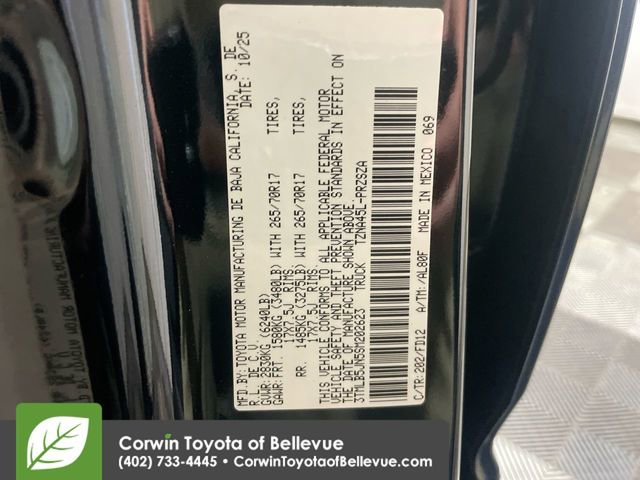 MFD.BY:TOYOTA MOTOR MANUFACTURING DE BAJA CALIFORNIA, S. DE
R.L. DE C.V. DATE: 10/25
GVWR: 2830KG (6240LB)
GAWR: FRT. 1580KG (3480LB) WITH 265/70R17 TIRES,
17X7.5J RIMS
RR. 1485KG (3275LB) WITH 265/70R17 TIRES,
17X7.5J RIMS
THIS VEHICLE CONFORMS TO ALL APPLICABLE FEDERAL MOTOR
VEHICLE SAFETY AND THEFT PREVENTION STANDARDS IN EFFECT ON
THE DATE OF MANUFACTURE SHOWN ABOVE.
3TMLB5JN5SM202623 TRUCK TZNA45L-PRZSZA
C/TR:202/FD12 A/TM:/AL80F MADE IN MEXICO 069
Corwin Toyota of Bellevue
(402) 733-4445 - CorwinToyotaofBellevue.com